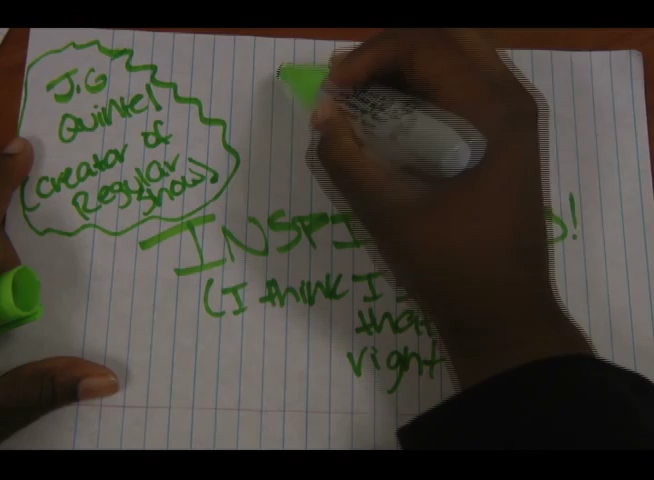 J.G
Quintel
(creator of
Regular
Show)
INSPI
(I think I
that
right